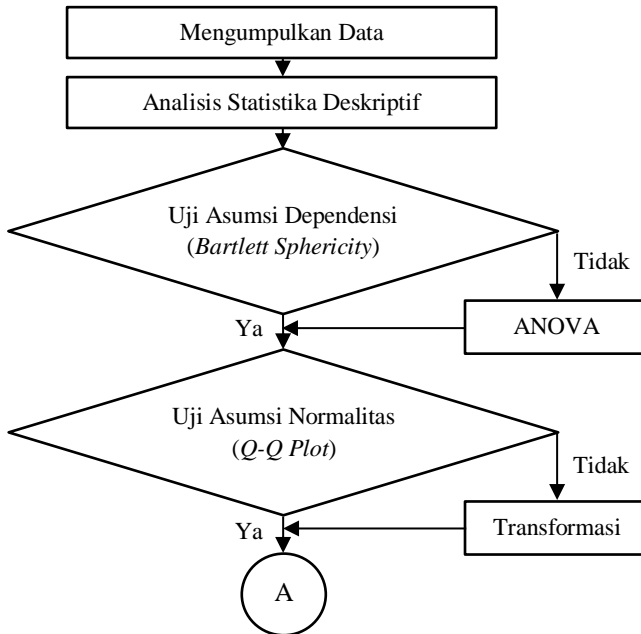 Mengumpulkan Data
Analisis Statistika Deskriptif
Uji Asumsi Dependensi
(Bartlett Sphericity)
Tidak
Ya
ANOVA
Uji Asumsi Normalitas
(Q-Q Plot)
Tidak
Ya
Transformasi
A